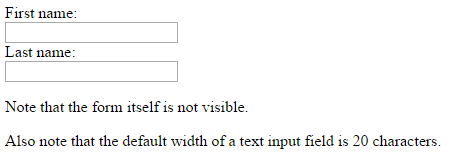 First name:
Last name:
Note that the form itself is not visible.
Also note that the default width of a text input field is 20 characters.